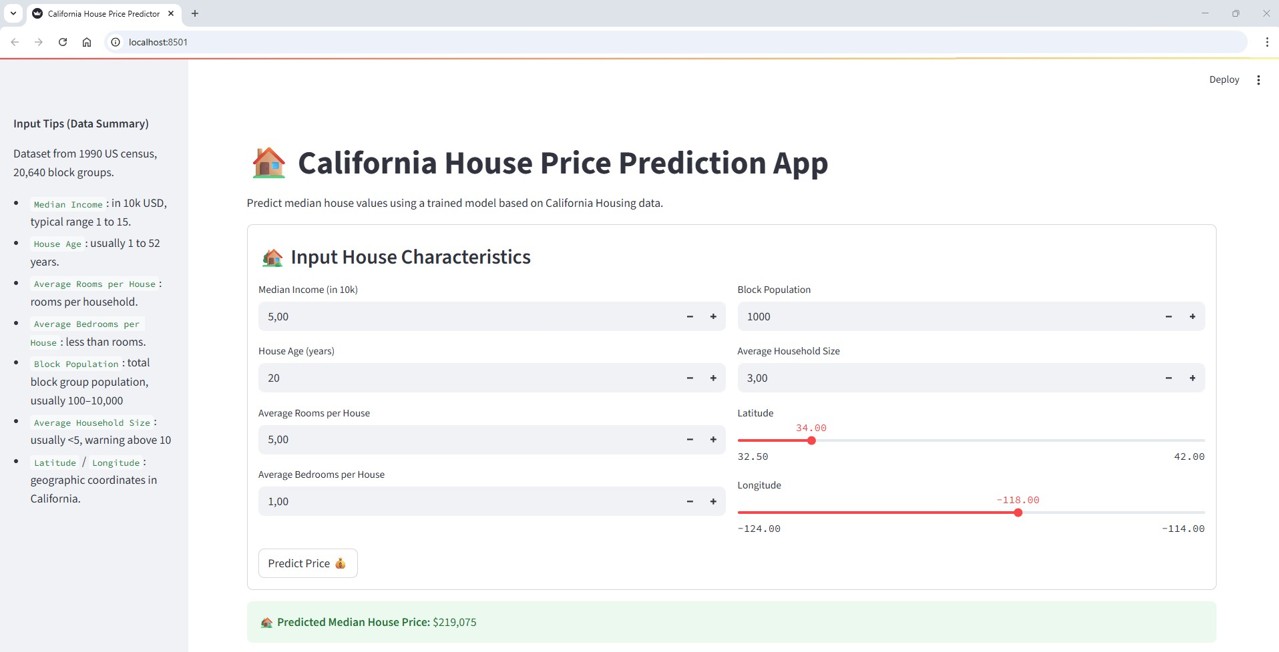 California House Price Predictor
localhost:8501
Deploy
Input Tips (Data Summary)
Dataset from 1990 US census,
20,640 block groups.
Median Income : in 10k USD,
typical range 1 to 15.
House Age : usually 1 to 52
years.
Average Rooms per House :
rooms per household.
Average Bedrooms per
House : less than rooms.
Block Population : total
block group population,
usually 100–10,000
Average Household Size :
usually <5, warning above 10
Latitude / Longitude :
geographic coordinates in
California.
California House Price Prediction App
Predict median house values using a trained model based on California Housing data.
Input House Characteristics
Median Income (in 10k)
5,00
House Age (years)
20
Average Rooms per House
5,00
Average Bedrooms per House
1,00
Block Population
1000
Average Household Size
3,00
Latitude
34.00
32.50 42.00
Longitude
-118.00
-124.00 -114.00
Predict Price
Predicted Median House Price: $219,075